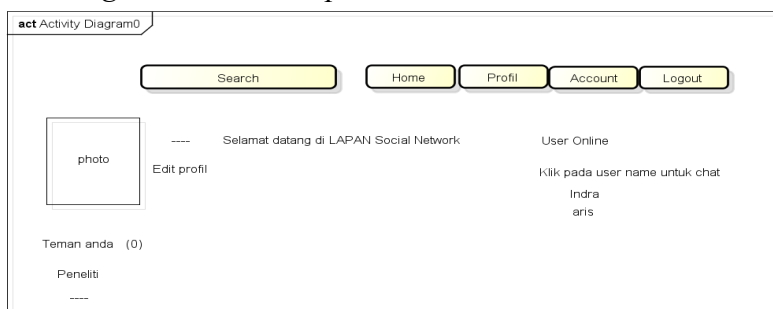 act Activity Diagram0
Search Home Profil Account Logout
---- Selamat datang di LAPAN Social Network User Online
photo
Edit profil Klik pada user name untuk chat
Indra
aris
Teman anda (0)
Peneliti
----